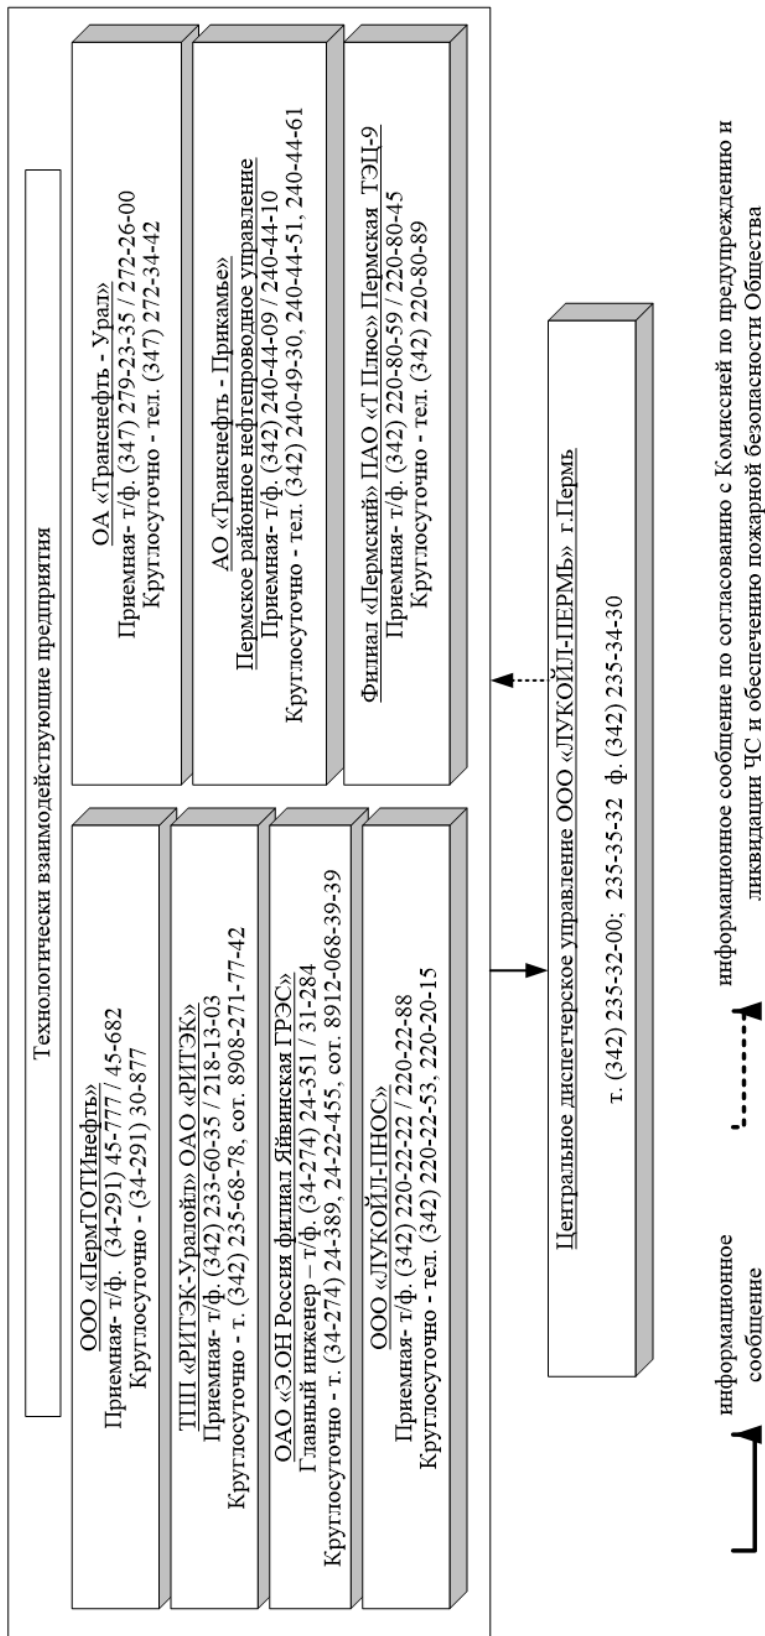 Технологически взаимодействующие предприятия
ООО «ПермТОТИнефть»
Приемная- т/ф. (34-291) 45-777 / 45-682
Круглосуточно - (34-291) 30-877
ТПП «РИТЭК-Уралойл» ОАО «РИТЭК»
Приемная- т/ф. (342) 233-60-35 / 218-13-03
Круглосуточно - т. (342) 235-68-78, сот. 8908-271-77-42
ОАО «Э.ОН Россия филиал Яйвинская ГРЭС»
Главный инженер – т/ф. (34-274) 24-351 / 31-284
Круглосуточно - т. (34-274) 24-389, 24-22-455, сот. 8912-068-39-39
ООО «ЛУКОЙЛ-ПНОС»
Приемная- т/ф. (342) 220-22-22 / 220-22-88
Круглосуточно - тел. (342) 220-22-53, 220-20-15
ОА «Транснефть - Урал»
Приемная- т/ф. (347) 279-23-35 / 272-26-00
Круглосуточно - тел. (347) 272-34-42
АО «Транснефть - Прикамье»
Пермское районное нефтепроводное управление
Приемная- т/ф. (342) 240-44-09 / 240-44-10
Круглосуточно - тел. (342) 240-49-30, 240-44-51, 240-44-61
Филиал «Пермский» ПАО «Т Плюс» Пермская ТЭЦ-9
Приемная- т/ф. (342) 220-80-59 / 220-80-45
Круглосуточно - тел. (342) 220-80-89
Центральное диспетчерское управление ООО «ЛУКОЙЛ-ПЕРМЬ» г.Пермь
т. (342) 235-32-00; 235-35-32 ф. (342) 235-34-30
информационное
сообщение
информационное сообщение по согласованию с Комиссией по предупреждению и
ликвидации ЧС и обеспечению пожарной безопасности Общества